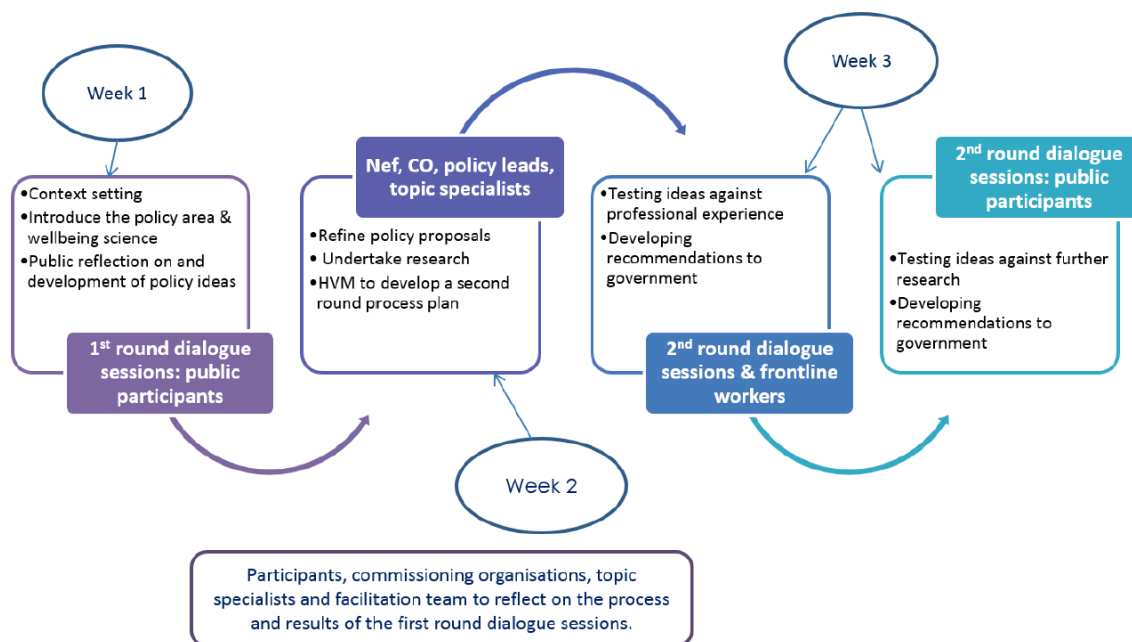 Week 1
• Context setting
• Introduce the policy area &
wellbeing science
• Public reflection on and
development of policy ideas
1st round dialogue
sessions: public
participants
Nef, CO, policy leads,
topic specialists
• Refine policy proposals
• Undertake research
• HVM to develop a second
round process plan
Week 2
Week 3
• Testing ideas against
professional experience
• Developing
recommendations to
government
2nd round dialogue
sessions & frontline
workers
2nd round dialogue
sessions: public
participants
• Testing ideas against further
research
• Developing
recommendations to
government
Participants, commissioning organisations, topic
specialists and facilitation team to reflect on the process
and results of the first round dialogue sessions.